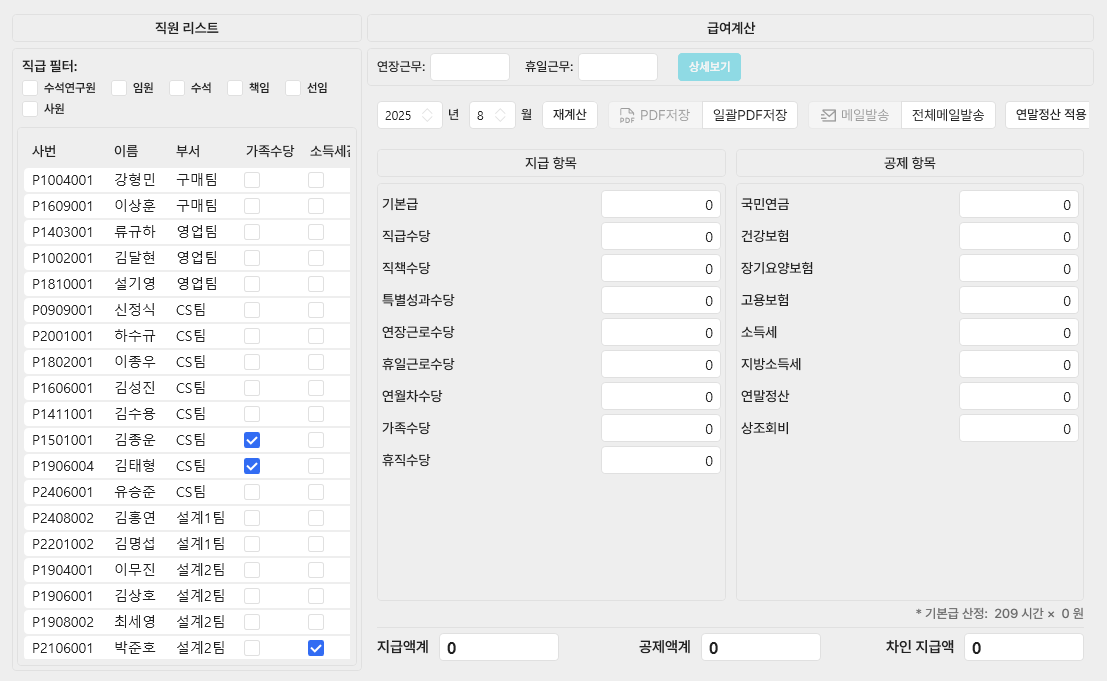 직원 리스트
직급 필터:
수석연구원 임원 수석 책임 선임
사원
사번 이름 부서 가족수당 소득세감
P1004001 강형민 구매팀
P1609001 이상훈 구매팀
P1403001 류규하 영업팀
P1002001 김달현 영업팀
P1810001 설기영 영업팀
P0909001 신정식 CS팀
P2001001 하수규 CS팀
P1802001 이종우 CS팀
P1606001 김성진 CS팀
P1411001 김수용 CS팀
P1501001 김종운 CS팀
P1906004 김태형 CS팀
P2406001 유승준 CS팀
P2408002 김홍연 설계1팀
P2201002 김명섭 설계1팀
P1904001 이무진 설계2팀
P1906001 김상호 설계2팀
P1908002 최세영 설계2팀
P2106001 박준호 설계2팀
급여계산
연장근무: 휴일근무: 상세보기
2025 년 8 월 재계산 PDF저장 일괄PDF저장 메일발송 전체메일발송 연말정산 적용
지급 항목
기본급 0
직급수당 0
직책수당 0
특별성과수당 0
연장근로수당 0
휴일근로수당 0
연월차수당 0
가족수당 0
휴직수당 0
공제 항목
국민연금 0
건강보험 0
장기요양보험 0
고용보험 0
소득세 0
지방소득세 0
연말정산 0
상조회비 0
* 기본급 산정: 209 시간 × 0 원
지급액계 0 공제액계 0 차인 지급액 0